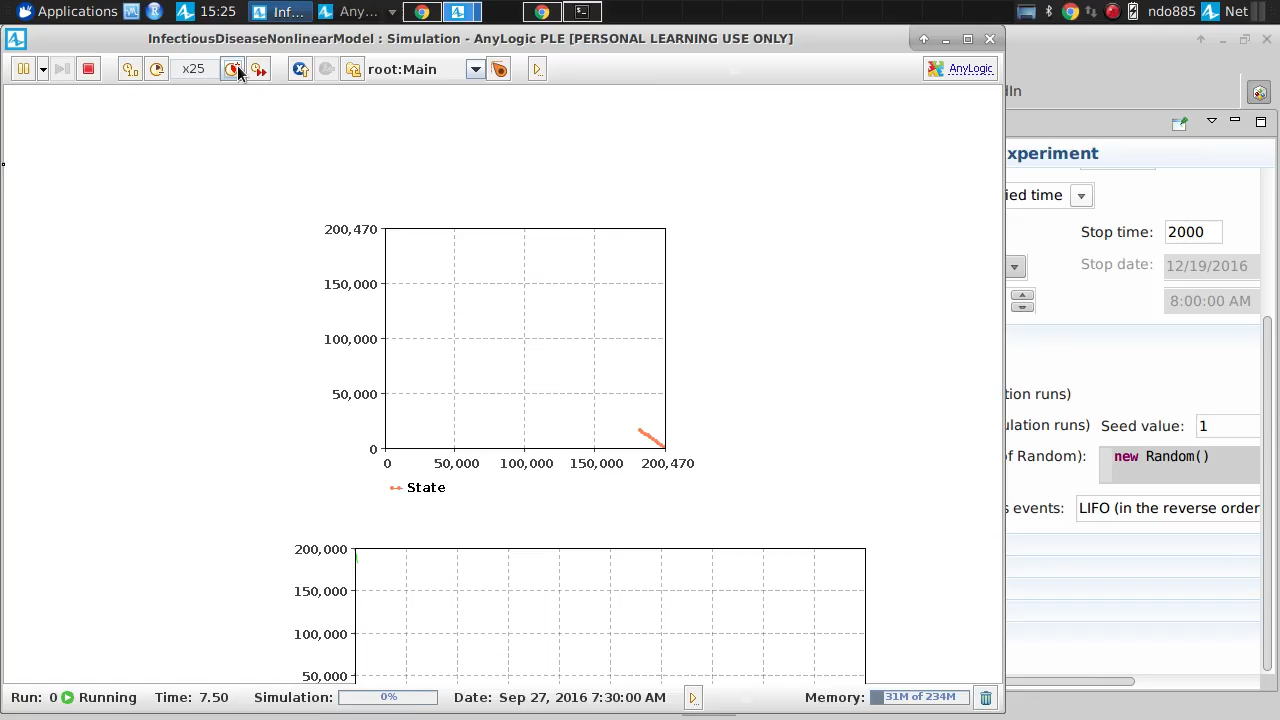 Applications 15:25 Inf... Any... ndo885 Net
InfectiousDiseaseNonlinearModel : Simulation - AnyLogic PLE [PERSONAL LEARNING USE ONLY]
x25 root:Main AnyLogic
In
xperiment
ied time
Stop time: 2000
Stop date: 12/19/2016
8:00:00 AM
tion runs)
ulation runs) Seed value: 1
of Random): new Random()
s events: LIFO (in the reverse order
200,470
150,000
100,000
50,000
0
0 50,000 100,000 150,000 200,470
State
200,000
150,000
100,000
50,000
Run: 0 Running Time: 7.50 Simulation: 0% Date: Sep 27, 2016 7:30:00 AM Memory: 31M of 234M